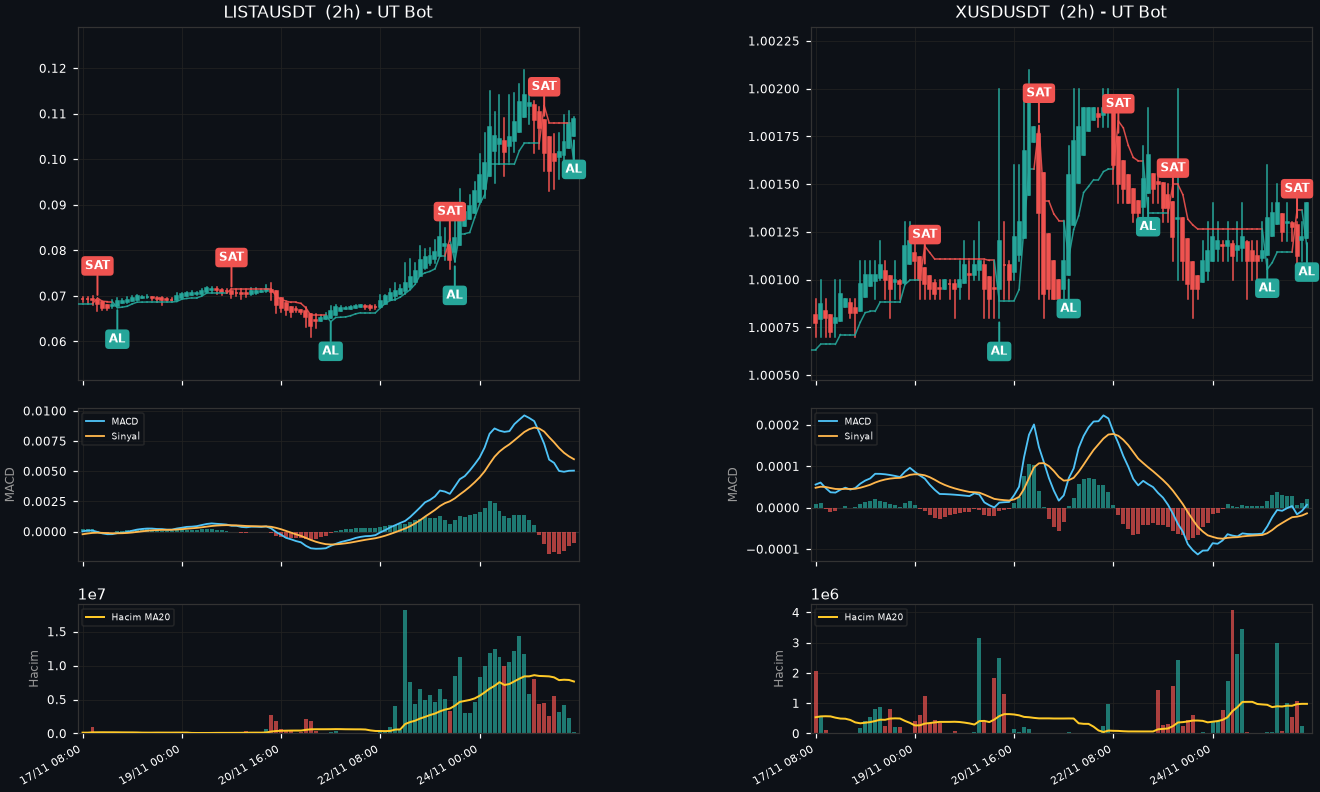 LISTAUSDT  (2h) - UT Bot
0.12
0.11
0.10
0.09
0.08
0.07
0.06
SAT
SAT
SAT
SAT
AL
AL
AL
AL
0.0100
0.0075
0.0050
0.0025
0.0000
MACD
MACD
Sinyal
1e7
1.5
1.0
0.5
0.0
Hacim
Hacim MA20
17/11 08:00
19/11 00:00
20/11 16:00
22/11 08:00
24/11 00:00
XUSDUSDT  (2h) - UT Bot
1.00225
1.00200
1.00175
1.00150
1.00125
1.00100
1.00075
1.00050
SAT
SAT
SAT
SAT
SAT
AL
AL
AL
AL
AL
0.0002
0.0001
0.0000
−0.0001
MACD
MACD
Sinyal
1e6
4
3
2
1
0
Hacim
Hacim MA20
17/11 08:00
19/11 00:00
20/11 16:00
22/11 08:00
24/11 00:00